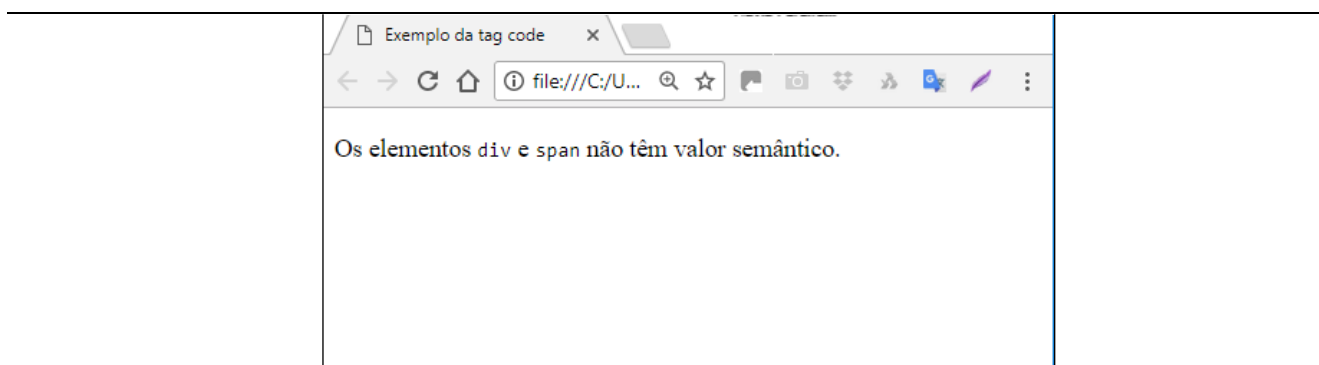 Exemplo da tag code
file:///C:/U...
Os elementos div e span não têm valor semântico.